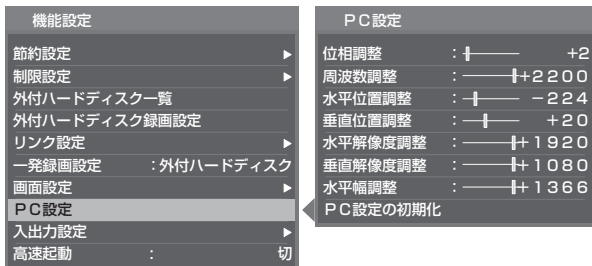 機能設定
節約設定
制限設定
外付ハードディスク一覧
外付ハードディスク録画設定
リンク設定
一発録画設定 :外付ハードディスク
画面設定
PC設定
入出力設定
高速起動 : 切
PC設定
位相調整 : +2
周波数調整 : +2200
水平位置調整 : -224
垂直位置調整 : +20
水平解像度調整 : +1920
垂直解像度調整 : +1080
水平幅調整 : +1366
PC設定の初期化